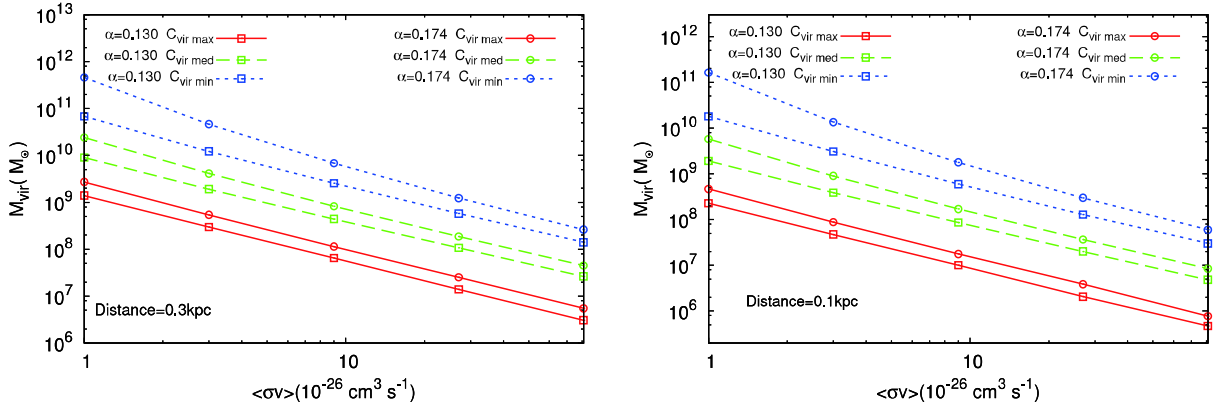 10^13
10^12
10^11
10^10
10^9
10^8
10^7
10^6
M_vir( M_⊙)
α=0.130 C_vir max
α=0.130 C_vir med
α=0.130 C_vir min
α=0.174 C_vir max
α=0.174 C_vir med
α=0.174 C_vir min
Distance=0.3kpc
1 10
<σv>(10^-26 cm^3 s^-1)
10^12
10^11
10^10
10^9
10^8
10^7
10^6
M_vir( M_⊙)
α=0.130 C_vir max
α=0.130 C_vir med
α=0.130 C_vir min
α=0.174 C_vir max
α=0.174 C_vir med
α=0.174 C_vir min
Distance=0.1kpc
1 10
<σv>(10^-26 cm^3 s^-1)